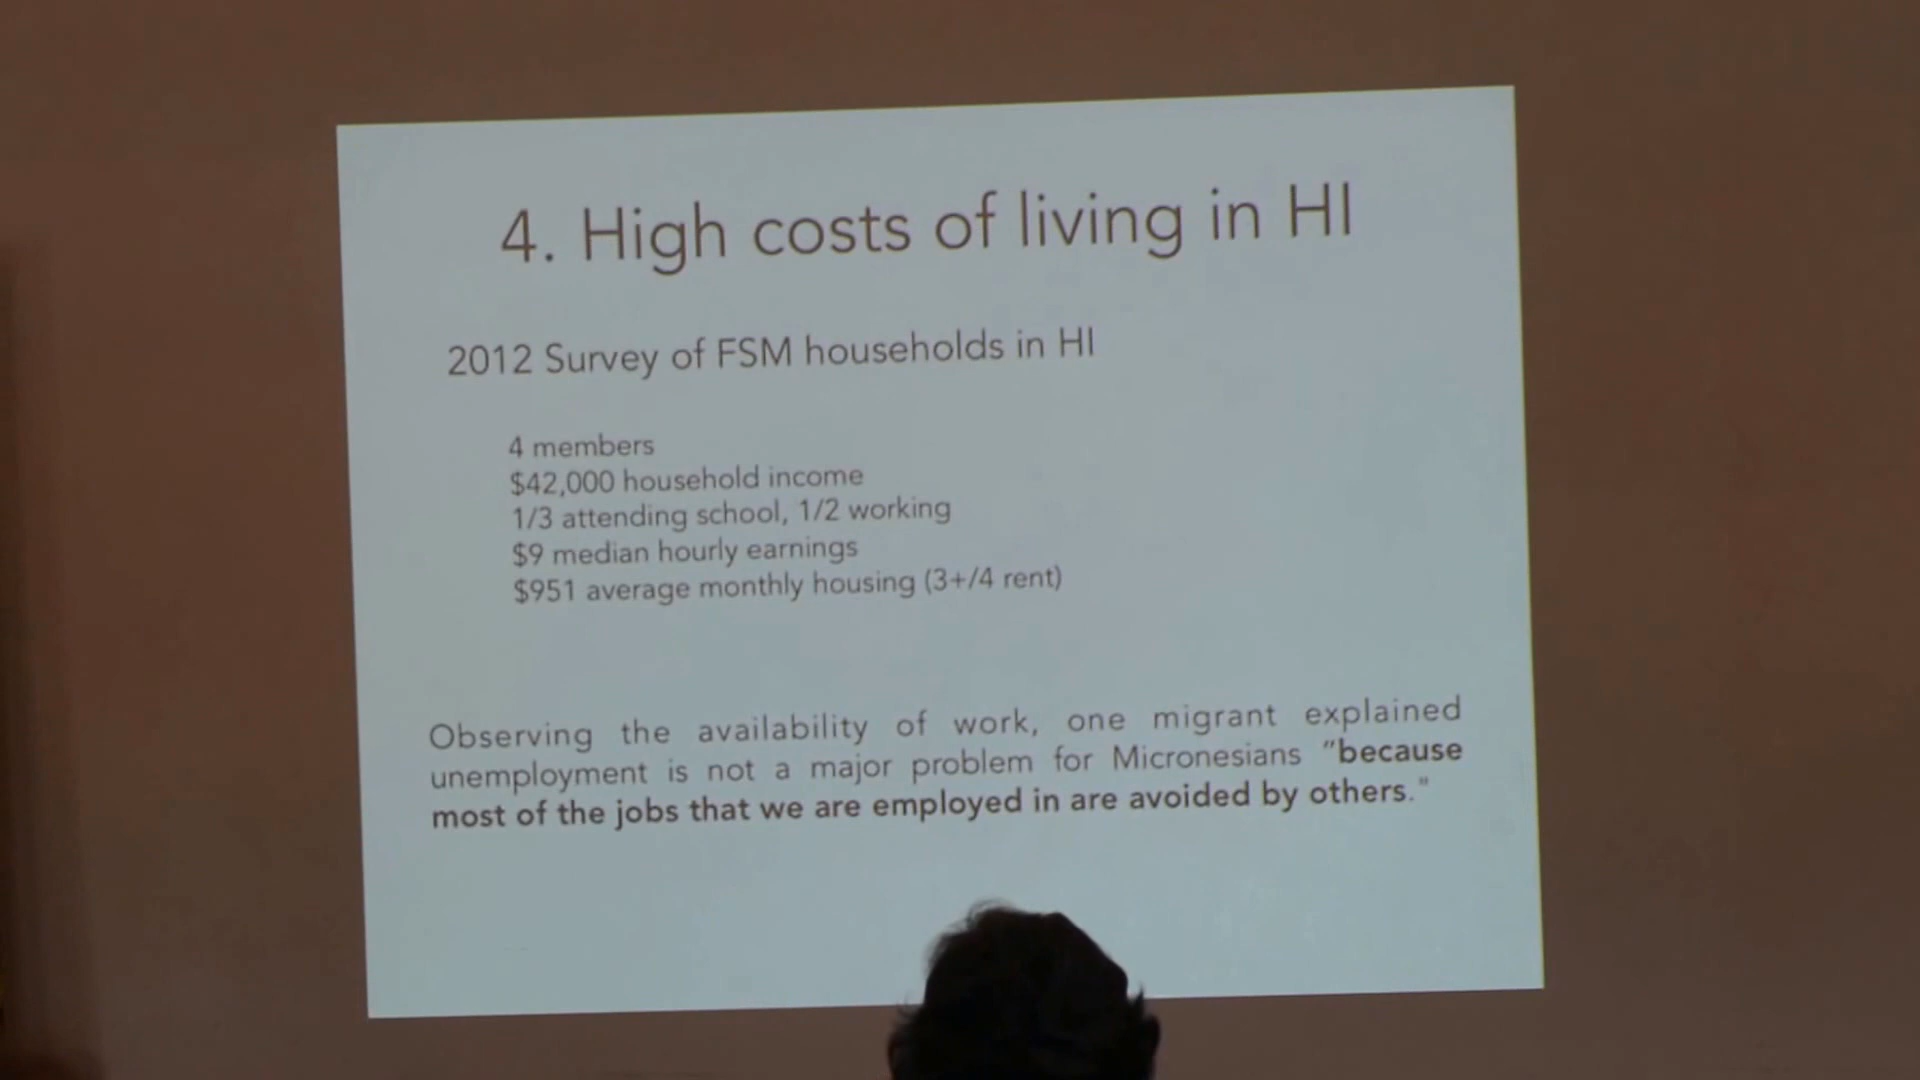 4. High costs of living in HI
2012 Survey of FSM households in HI
4 members
$42,000 household income
1/3 attending school, 1/2 working
$9 median hourly earnings
$951 average monthly housing (3+/4 rent)
Observing the availability of work, one migrant explained
unemployment is not a major problem for Micronesians "because
most of the jobs that we are employed in are avoided by others."